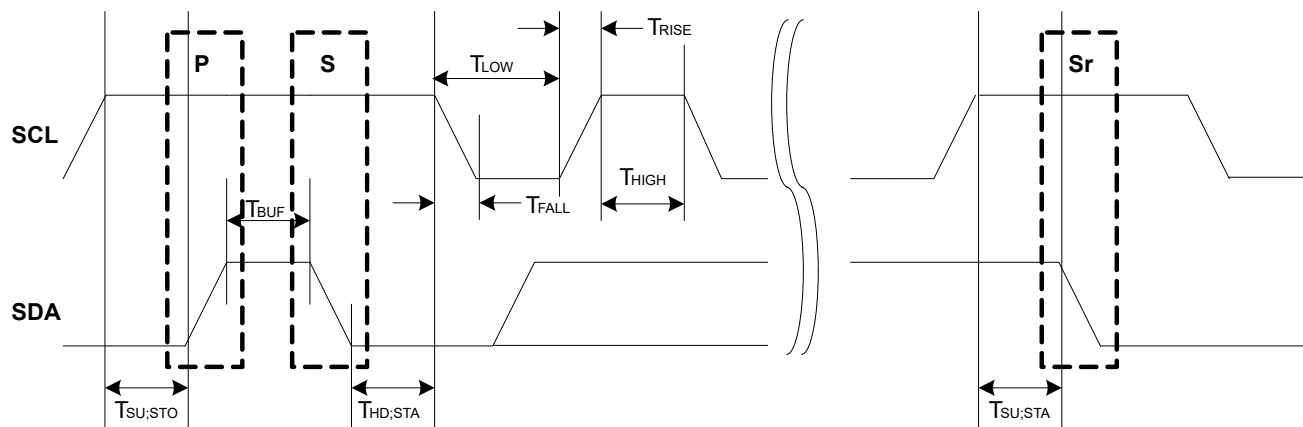 TRISE
P
S
TLOW
Sr
SCL
THIGH
TBUF
TFALL
SDA
TSU;STO
THD;STA
TSU;STA